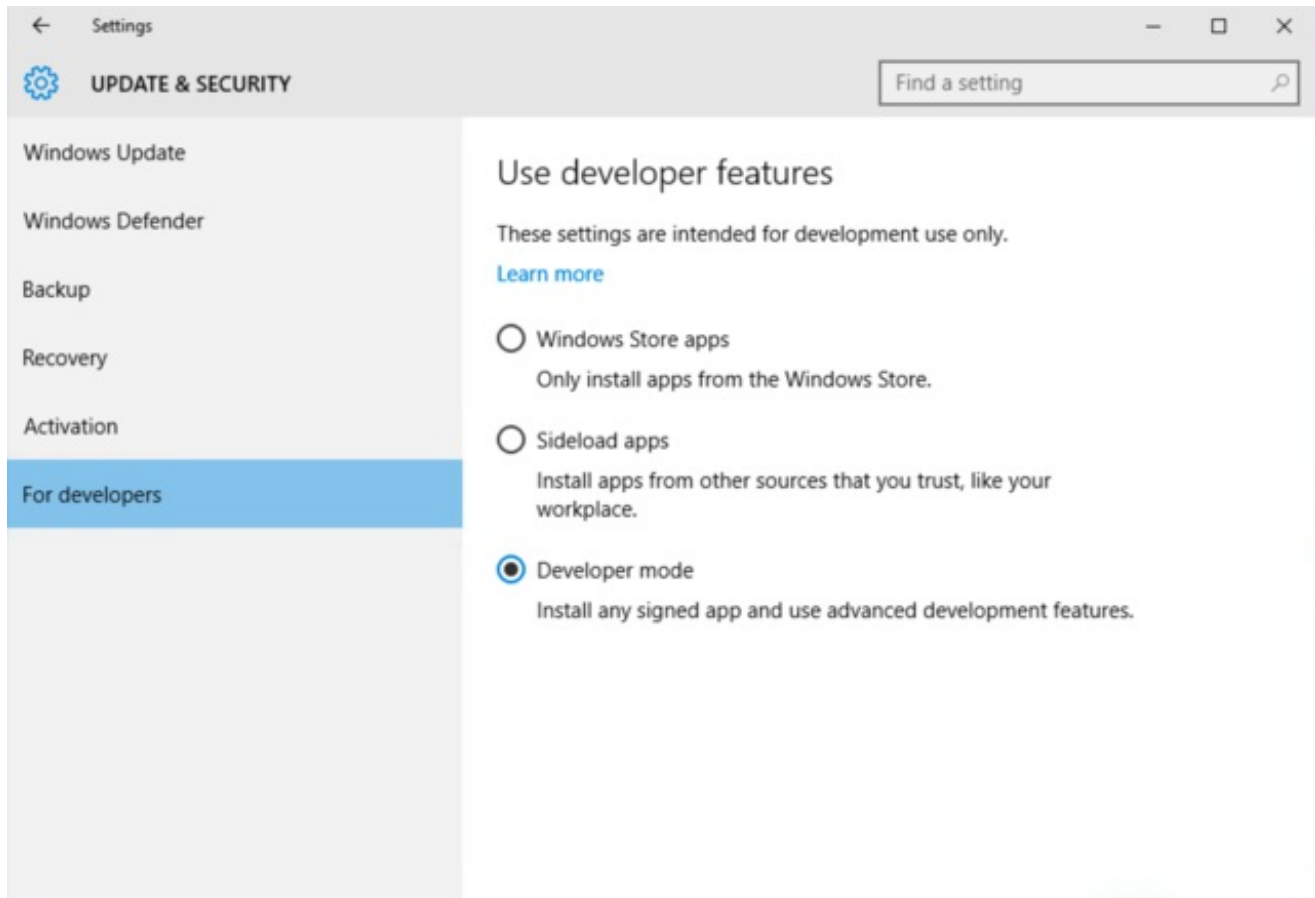 Settings
UPDATE & SECURITY
Find a setting
Windows Update
Windows Defender
Backup
Recovery
Activation
For developers
Use developer features
These settings are intended for development use only.
Learn more
Windows Store apps
Only install apps from the Windows Store.
Sideload apps
Install apps from other sources that you trust, like your
workplace.
Developer mode
Install any signed app and use advanced development features.